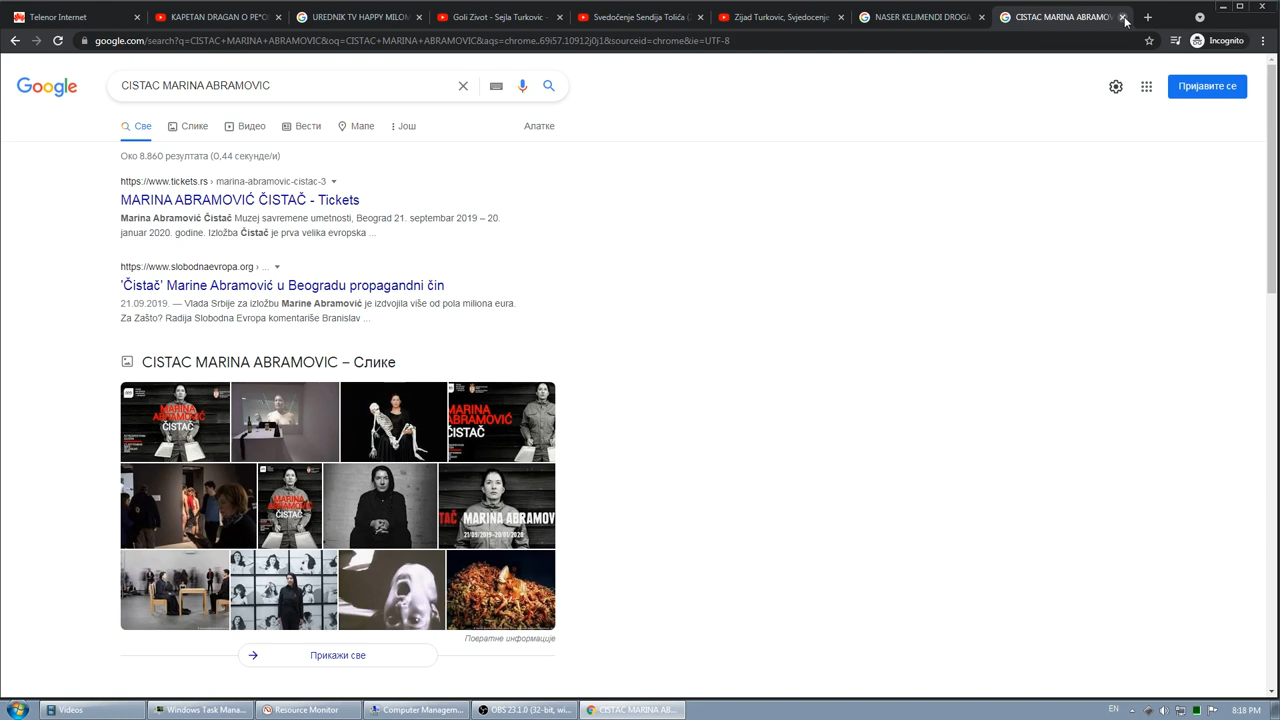 Telenor Internet
KAPETAN DRAGAN O PE*O
UREDNIK TV HAPPY MILOM
Goli Zivot - Sejla Turkovic -
Svedočenje Sendija Tolića (
Zijad Turkovic, Svjedocenje
NASER KELJMENDI DROGA
CISTAC MARINA ABRAMOV
google.com/search?q=CISTAC+MARINA+ABRAMOVIC&oq=CISTAC+MARINA+ABRAMOVIC&aqs=chrome..69i57.10912j0j1&sourceid=chrome&ie=UTF-8
Incognito
Google
CISTAC MARINA ABRAMOVIC
Пријавите се
Све
Слике
Видео
Вести
Мапе
Још
Алатке
Око 8.860 резултата (0,44 секунде/и)
https://www.tickets.rs › marina-abramovic-cistac-3
MARINA ABRAMOVIĆ ČISTAČ - Tickets
Marina Abramović Čistač Muzej savremene umetnosti, Beograd 21. septembar 2019 – 20.
januar 2020. godine. Izložba Čistač je prva velika evropska ...
https://www.slobodnaevropa.org › ...
'Čistač' Marine Abramović u Beogradu propagandni čin
21.09.2019. — Vlada Srbije za izložbu Marine Abramović je izdvojila više od pola miliona eura.
Za Zašto? Radija Slobodna Evropa komentariše Branislav ...
CISTAC MARINA ABRAMOVIC – Слике
MARINA
ABRAMOVIĆ
ČISTAČ
MARINA
ABRAMOVIĆ
ČISTAČ
MARINA
ABRAMOVIĆ
ČISTAČ
TAČ MARINA ABRAMOV
21/09/2019–20/01/2020
Повратне информације
Прикажи све
Videos
Windows Task Mana...
Resource Monitor
Computer Managem...
OBS 23.1.0 (32-bit, wi...
CISTAC MARINA AB...
EN
8:18 PM